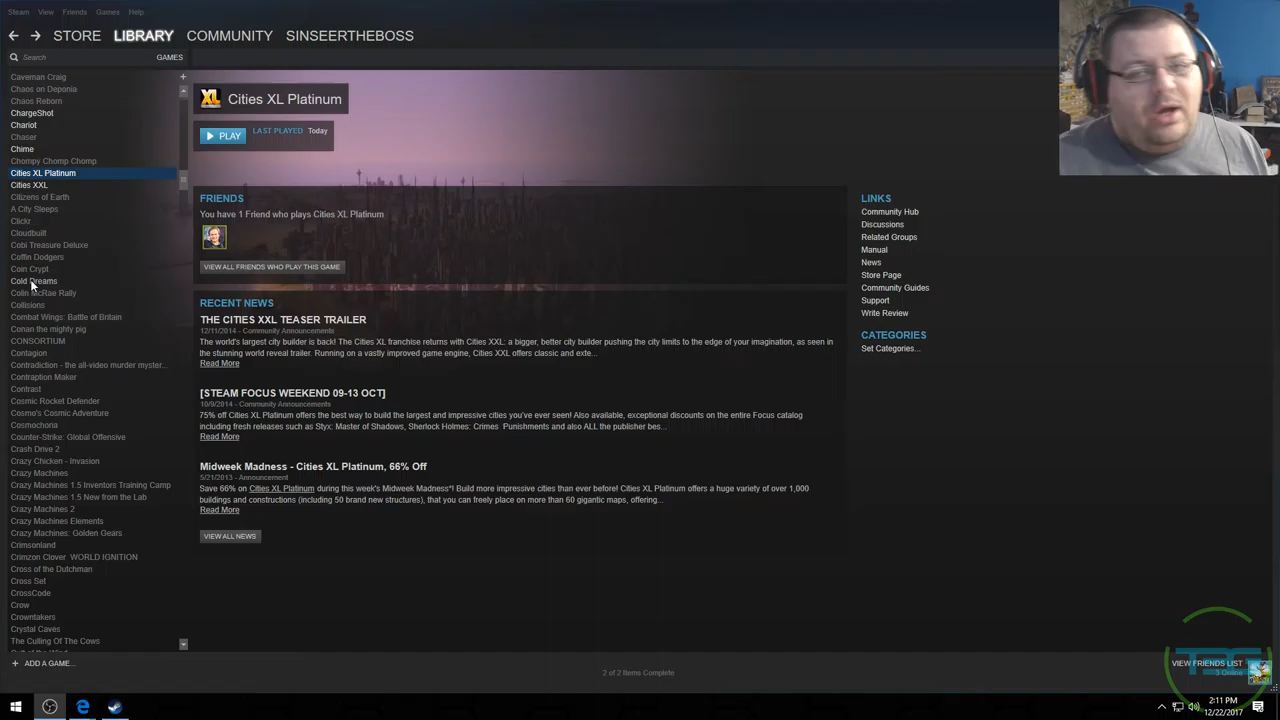 Steam View Friends Games Help
STORE LIBRARY COMMUNITY SINSEERTHEBOSS
Search GAMES
Caveman Craig
Chaos on Deponia
Chaos Reborn
ChargeShot
Chariot
Chaser
Chime
Chompy Chomp Chomp
Cities XL Platinum
Cities XXL
Citizens of Earth
A City Sleeps
Clickr
Cloudbuilt
Cobi Treasure Deluxe
Coffin Dodgers
Coin Crypt
Cold Dreams
Colin McRae Rally
Collisions
Combat Wings: Battle of Britain
Conan the mighty pig
CONSORTIUM
Contagion
Contradiction - the all-video murder myster...
Contraption Maker
Contrast
Cosmic Rocket Defender
Cosmo's Cosmic Adventure
Cosmochoria
Counter-Strike: Global Offensive
Crash Drive 2
Crazy Chicken - Invasion
Crazy Machines
Crazy Machines 1.5 Inventors Training Camp
Crazy Machines 1.5 New from the Lab
Crazy Machines 2
Crazy Machines Elements
Crazy Machines: Golden Gears
Crimsonland
Crimzon Clover WORLD IGNITION
Cross of the Dutchman
Cross Set
CrossCode
Crow
Crowntakers
Crystal Caves
The Culling Of The Cows
+ ADD A GAME...
XL Cities XL Platinum
PLAY LAST PLAYED Today
FRIENDS
You have 1 Friend who plays Cities XL Platinum
VIEW ALL FRIENDS WHO PLAY THIS GAME
RECENT NEWS
THE CITIES XXL TEASER TRAILER
12/11/2014 - Community Announcements
The world's largest city builder is back! The Cities XL franchise returns with Cities XXL: a bigger, better city builder pushing the city limits to the edge of your imagination, as seen in
the stunning world reveal trailer. Running on a vastly improved game engine, Cities XXL offers classic and exte...
Read More
[STEAM FOCUS WEEKEND 09-13 OCT]
10/9/2014 - Community Announcements
75% off Cities XL Platinum offers the best way to build the largest and impressive cities you've ever seen! Also available, exceptional discounts on the entire Focus catalog
including fresh releases such as Styx: Master of Shadows, Sherlock Holmes: Crimes Punishments and also ALL the publisher bes...
Read More
Midweek Madness - Cities XL Platinum, 66% Off
5/21/2013 - Announcement
Save 66% on Cities XL Platinum during this week's Midweek Madness*! Build more impressive cities than ever before! Cities XL Platinum offers a huge variety of over 1,000
buildings and constructions (including 50 brand new structures), that you can freely place on more than 60 gigantic maps, offering...
Read More
VIEW ALL NEWS
LINKS
Community Hub
Discussions
Related Groups
Manual
News
Store Page
Community Guides
Support
Write Review
CATEGORIES
Set Categories...
2 of 2 Items Complete
VIEW FRIENDS LIST
3 Online
2:11 PM
12/22/2017